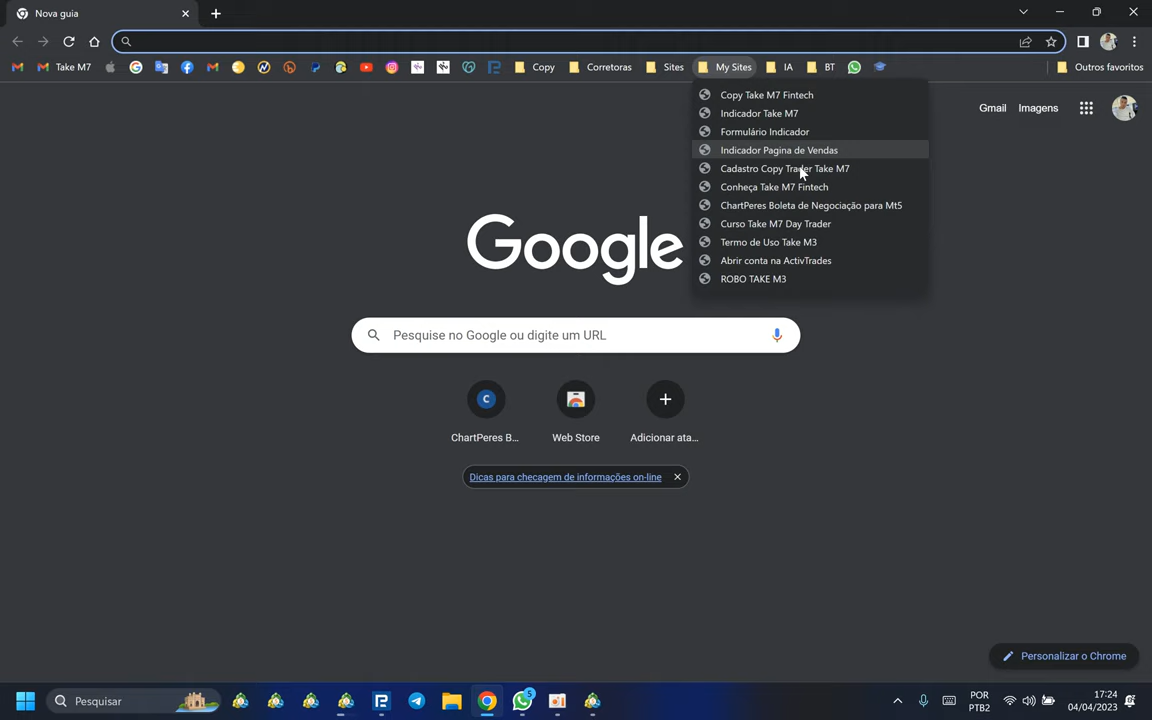 Nova guia
Take M7
Copy
Corretoras
Sites
My Sites
IA
BT
Outros favoritos
Copy Take M7 Fintech
Indicador Take M7
Formulário Indicador
Indicador Pagina de Vendas
Cadastro Copy Trader Take M7
Conheça Take M7 Fintech
ChartPeres Boleta de Negociação para Mt5
Curso Take M7 Day Trader
Termo de Uso Take M3
Abrir conta na ActivTrades
ROBO TAKE M3
Gmail
Imagens
Google
Pesquise no Google ou digite um URL
C
ChartPeres B...
Web Store
Adicionar ata...
Dicas para checagem de informações on-line
Personalizar o Chrome
Pesquisar
5
POR
PTB2
17:24
04/04/2023